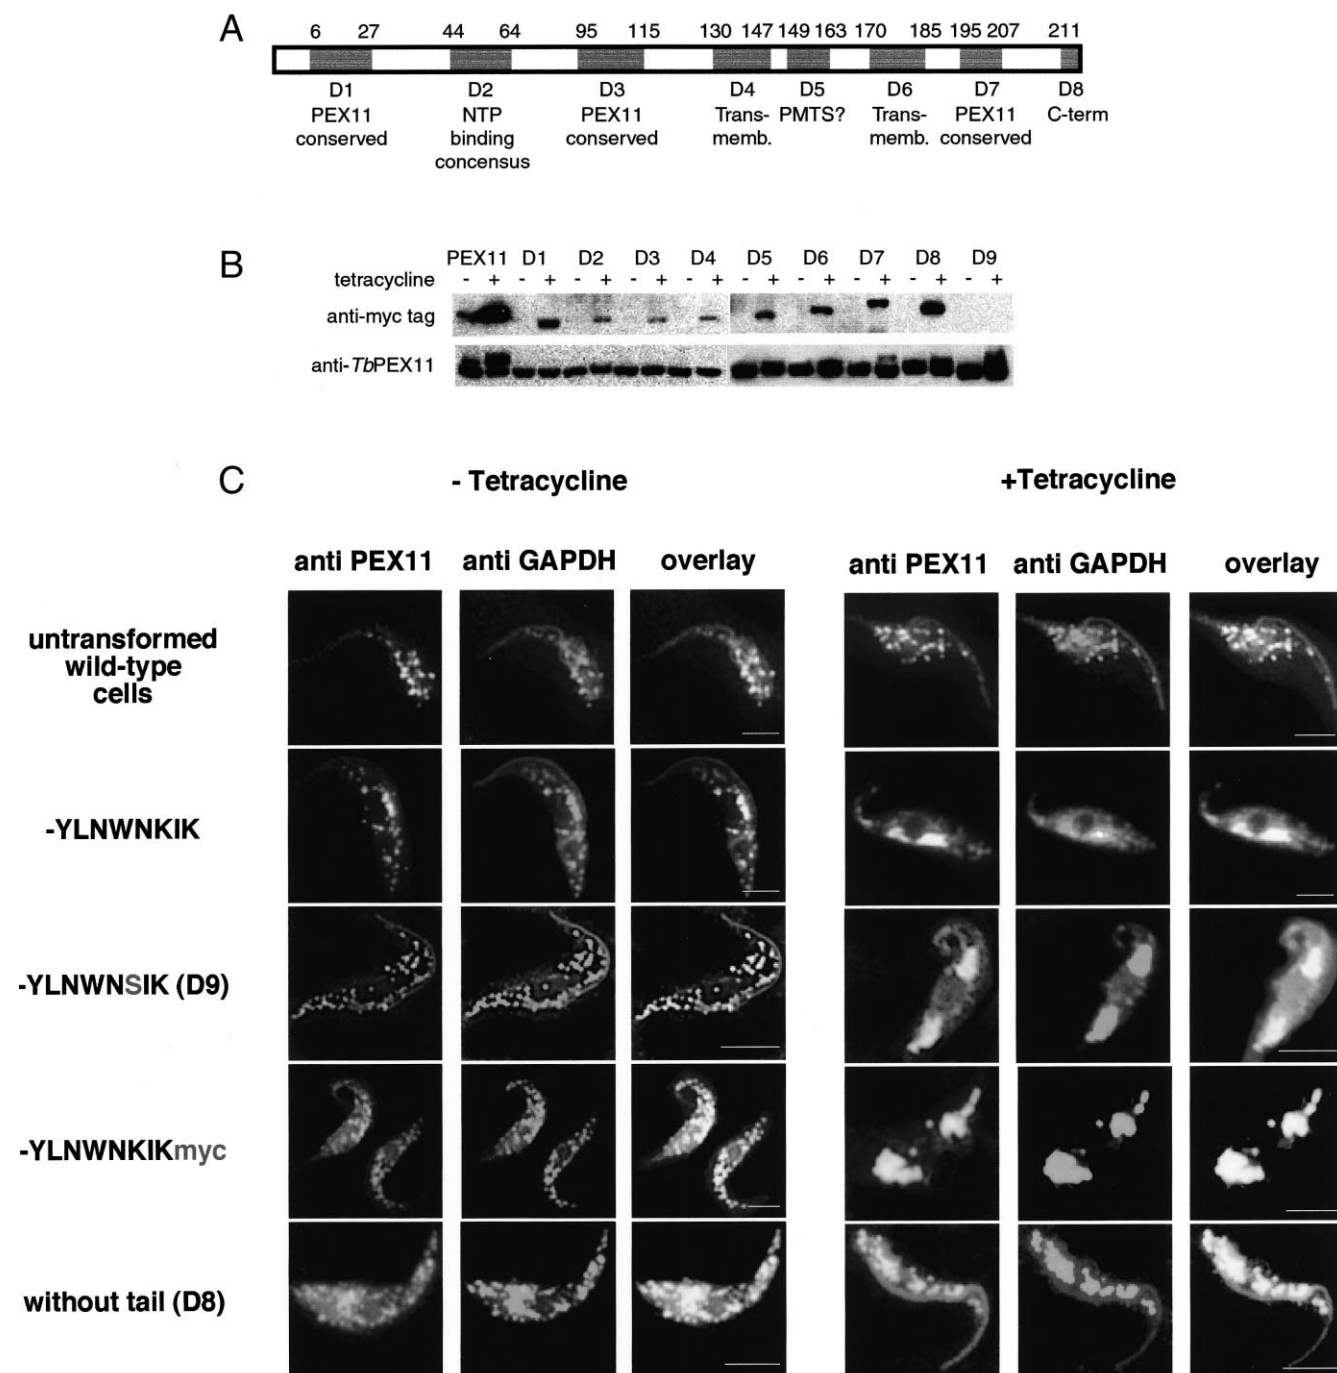 A
6 27 44 64 95 115 130 147 149 163 170 185 195 207 211
D1 D2 D3 D4 D5 D6 D7 D8
PEX11 NTP PEX11 Trans- PMTS? Trans- PEX11 C-term
conserved binding conserved memb. memb. conserved
concensus
B
PEX11 D1 D2 D3 D4 D5 D6 D7 D8 D9
tetracycline - + - + - + - + - + - + - + - + - + - +
anti-myc tag
anti-TbPEX11
C
- Tetracycline +Tetracycline
anti PEX11 anti GAPDH overlay anti PEX11 anti GAPDH overlay
untransformed
wild-type
cells
-YLNWNKIK
-YLNWNSIK (D9)
-YLNWNKIKmyc
without tail (D8)